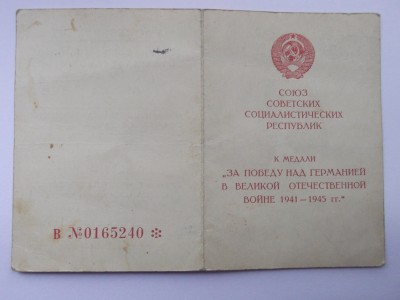 В №0165240 ✻
СОЮЗ
СОВЕТСКИХ
СОЦИАЛИСТИЧЕСКИХ
РЕСПУБЛИК
К МЕДАЛИ
„ЗА ПОБЕДУ НАД ГЕРМАНИЕЙ
В ВЕЛИКОЙ ОТЕЧЕСТВЕННОЙ
ВОЙНЕ 1941—1945 гг.“